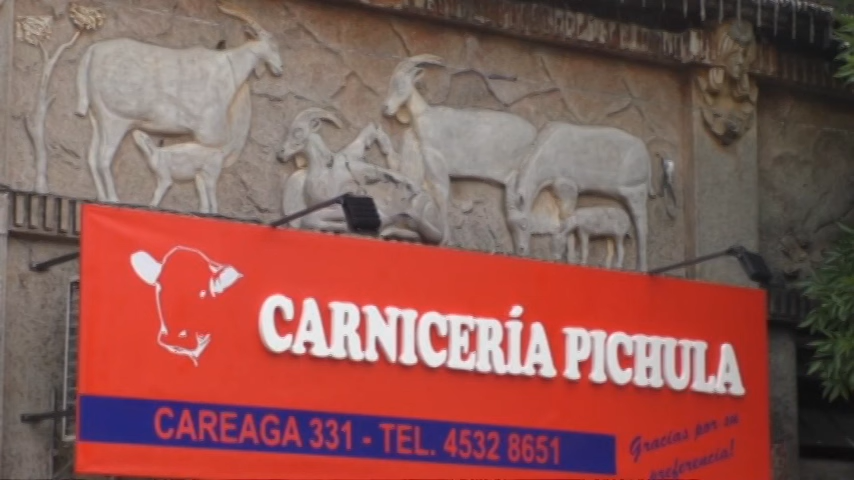 CARNICERÍA PICHULA
CAREAGA 331 - TEL. 4532 8651
Gracias por su
preferencia!